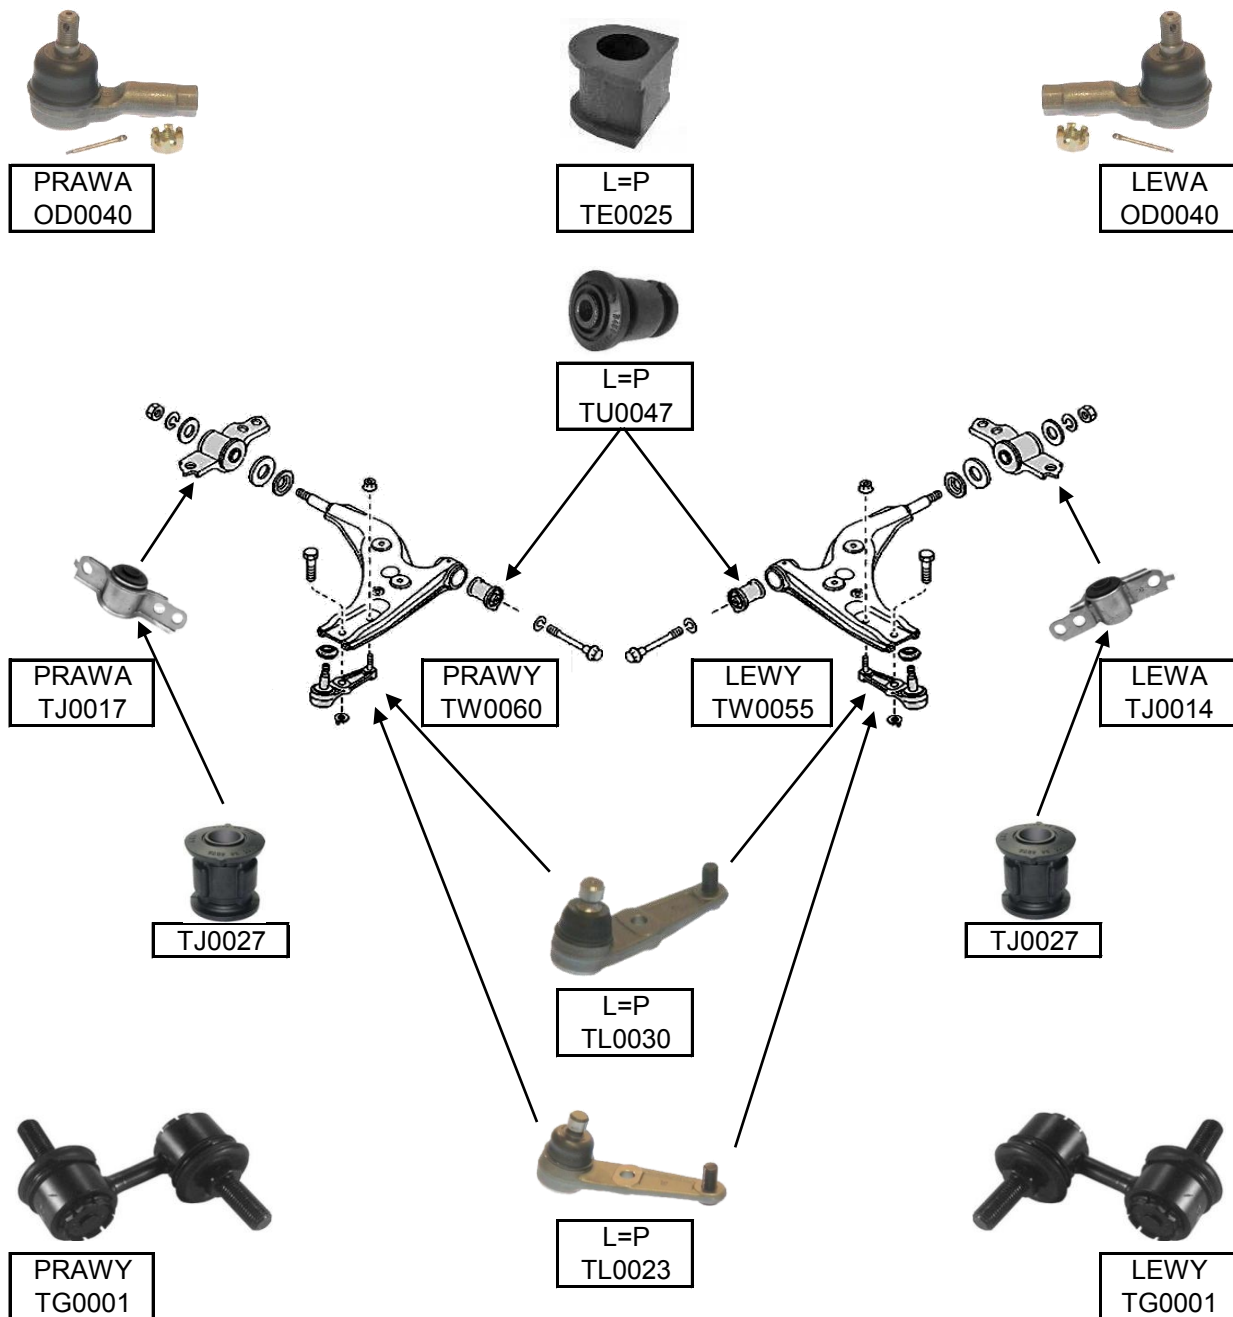 PRAWA
OD0040
L=P
TE0025
LEWA
OD0040
L=P
TU0047
PRAWA
TJ0017
PRAWY
TW0060
LEWY
TW0055
LEWA
TJ0014
TJ0027
TJ0027
L=P
TL0030
PRAWY
TG0001
L=P
TL0023
LEWY
TG0001